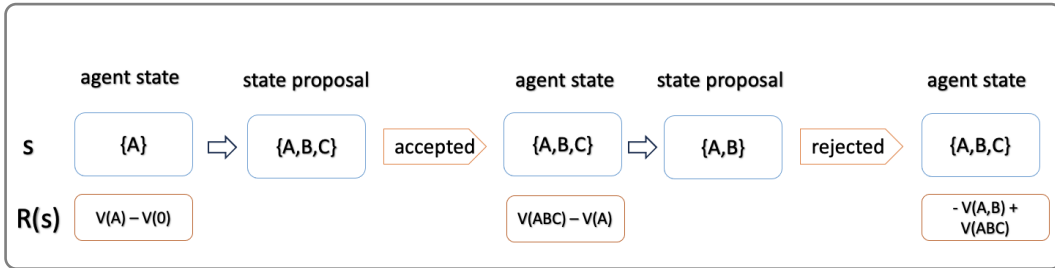 agent state
state proposal
agent state
state proposal
agent state
s
{A}
{A,B,C}
accepted
{A,B,C}
{A,B}
rejected
{A,B,C}
R(s)
V(A) – V(0)
V(ABC) – V(A)
- V(A,B) +
V(ABC)